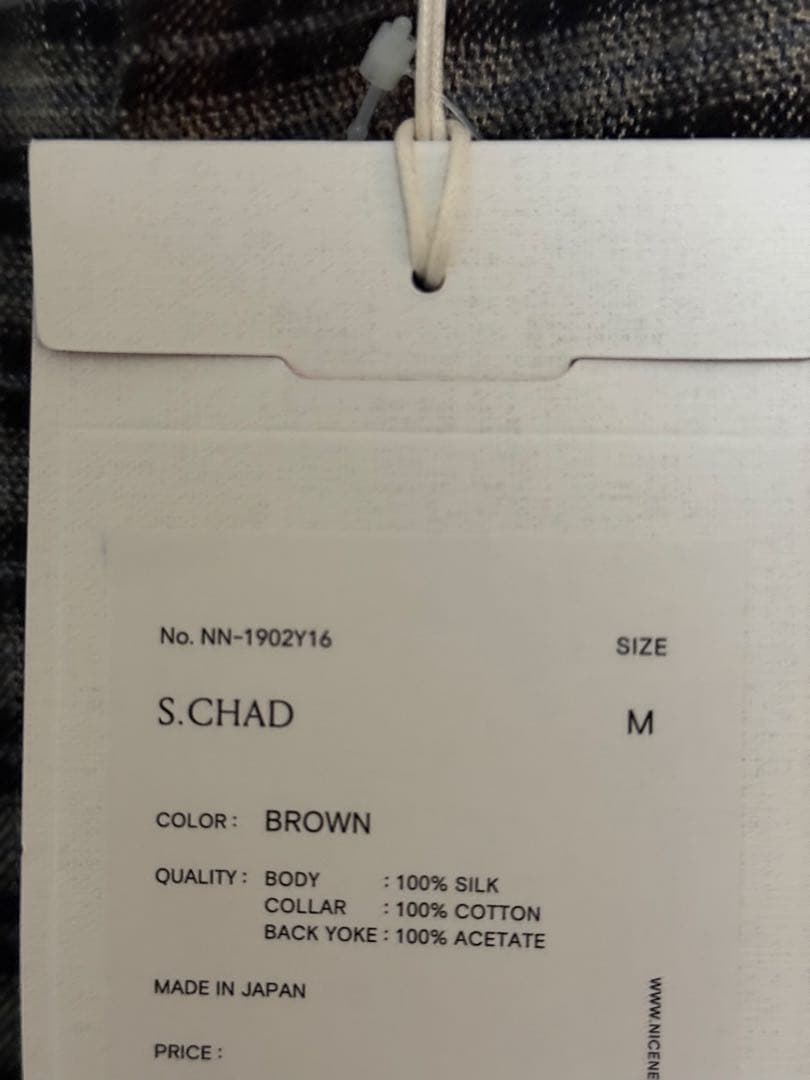 No. NN-1902Y16
SIZE
S.CHAD
M
COLOR : BROWN
QUALITY : BODY : 100% SILK
COLLAR : 100% COTTON
BACK YOKE : 100% ACETATE
MADE IN JAPAN
PRICE :
WWW.NICENE